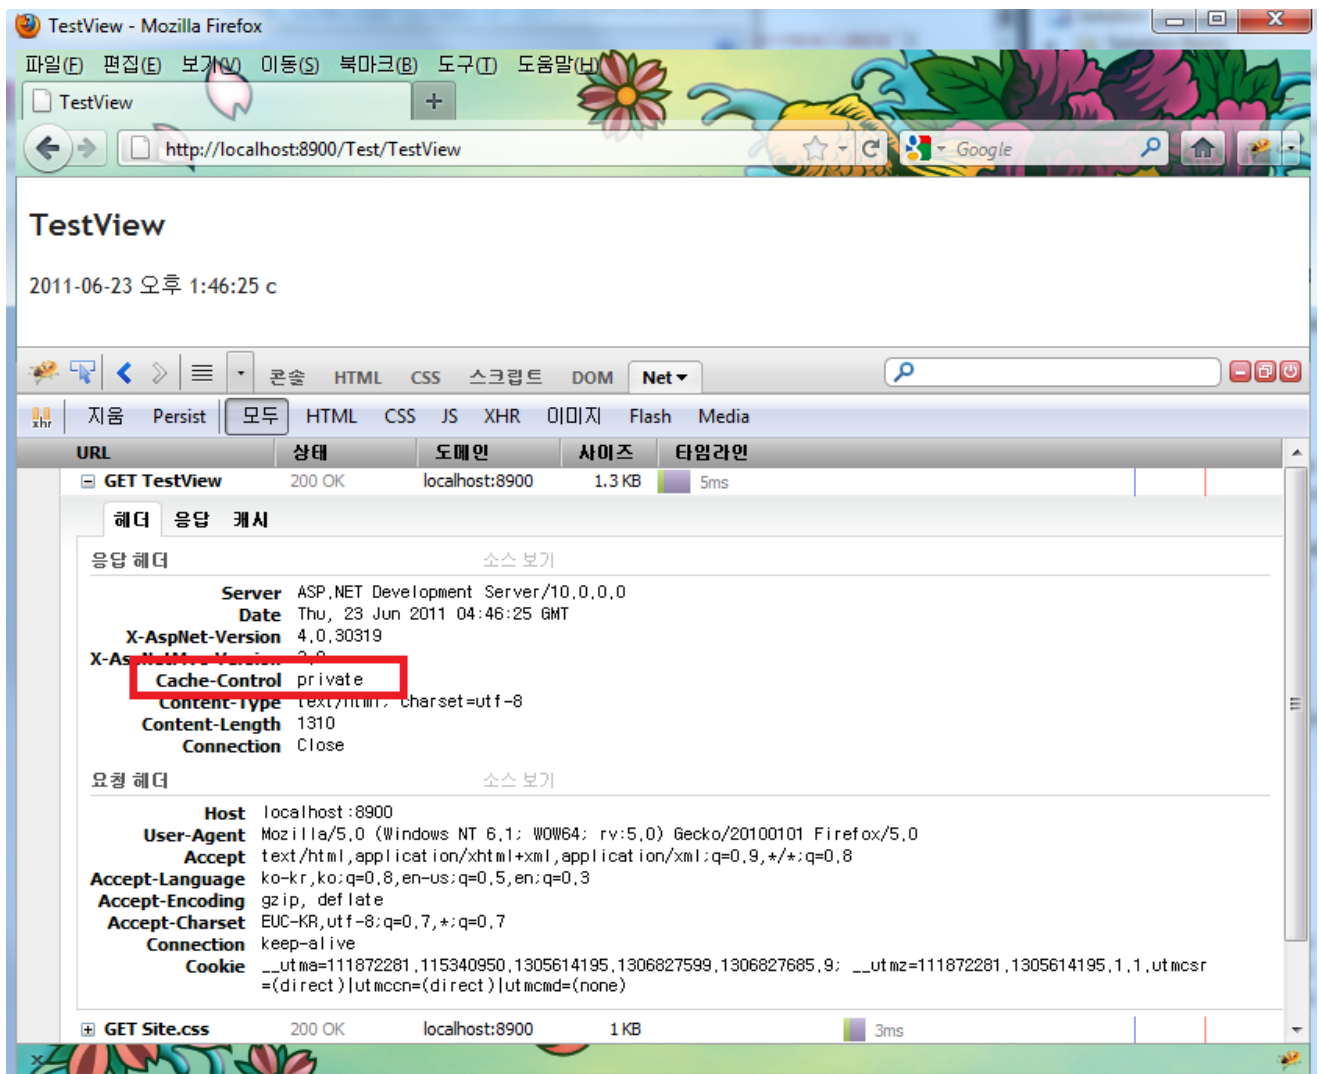 TestView - Mozilla Firefox
파일(F) 편집(E) 보기(V) 이동(S) 북마크(B) 도구(T) 도움말(H)
TestView
http://localhost:8900/Test/TestView
Google
TestView
2011-06-23 오후 1:46:25 c
콘솔 HTML CSS 스크립트 DOM Net
xhr 지움 Persist 모두 HTML CSS JS XHR 이미지 Flash Media
URL 상태 도메인 사이즈 타임라인
GET TestView 200 OK localhost:8900 1.3 KB 5ms
헤더 응답 캐시
응답 헤더 소스 보기
Server ASP.NET Development Server/10.0.0.0
Date Thu, 23 Jun 2011 04:46:25 GMT
X-AspNet-Version 4.0.30319
Cache-Control private
Content-Type text/html; charset=utf-8
Content-Length 1310
Connection Close
요청 헤더 소스 보기
Host localhost:8900
User-Agent Mozilla/5.0 (Windows NT 6.1; WOW64; rv:5.0) Gecko/20100101 Firefox/5.0
Accept text/html,application/xhtml+xml,application/xml;q=0.9,*/*;q=0.8
Accept-Language ko-kr,ko;q=0.8,en-us;q=0.5,en;q=0.3
Accept-Encoding gzip, deflate
Accept-Charset EUC-KR,utf-8;q=0.7,*;q=0.7
Connection keep-alive
Cookie __utma=111872281.115340950.1305614195.1306827599.1306827685.9; __utmz=111872281.1305614195.1.1.utmcsr
=(direct)|utmccn=(direct)|utmcmd=(none)
GET Site.css 200 OK localhost:8900 1 KB 3ms